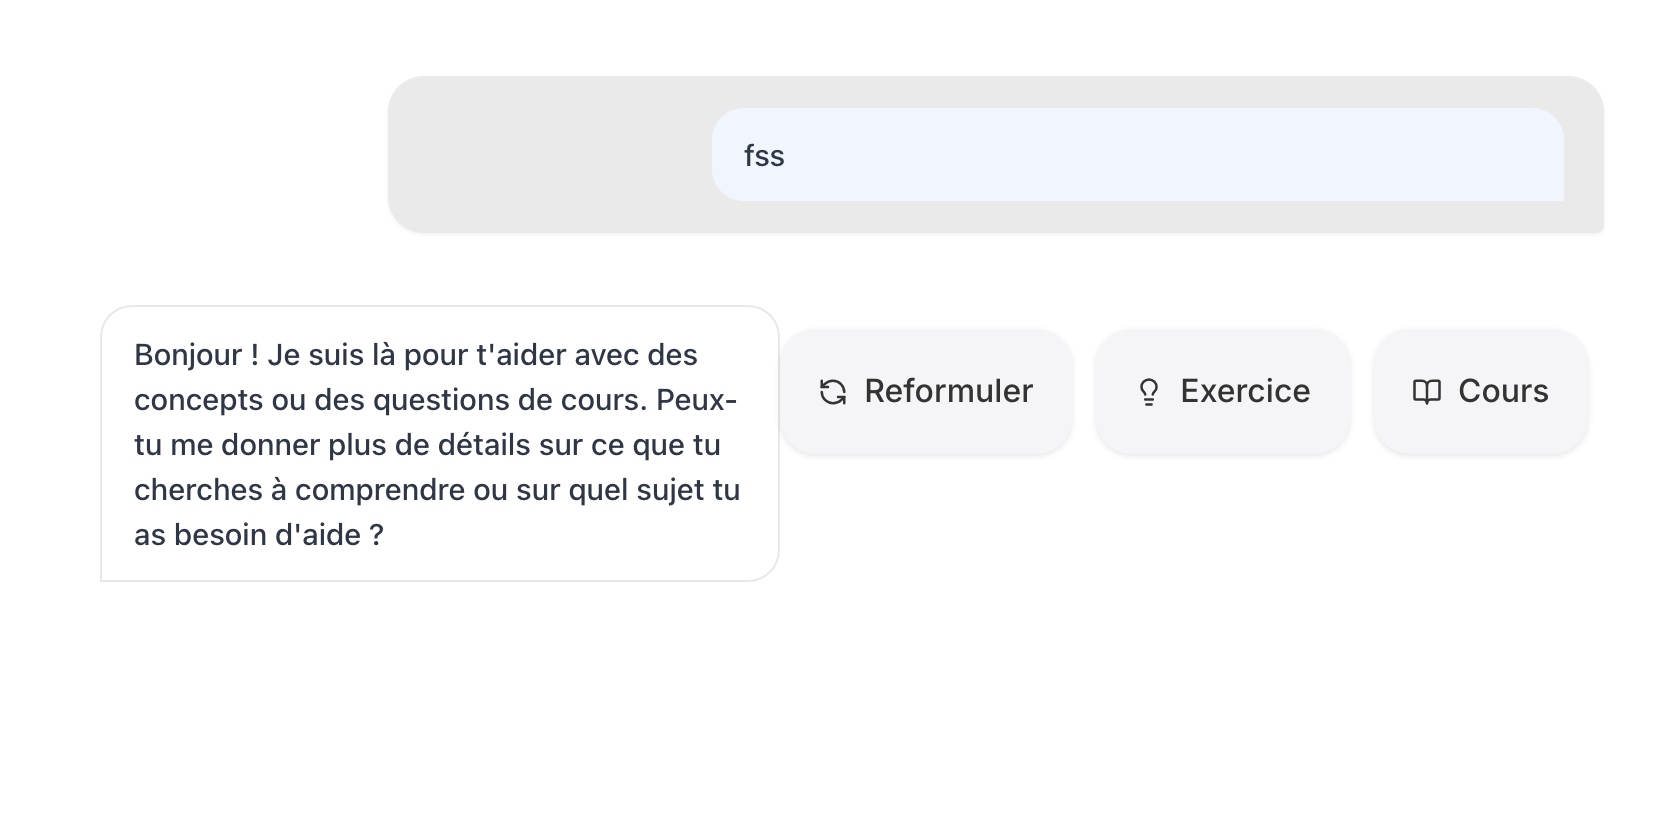 fss
Bonjour ! Je suis là pour t'aider avec des
concepts ou des questions de cours. Peux-
tu me donner plus de détails sur ce que tu
cherches à comprendre ou sur quel sujet tu
as besoin d'aide ?
Reformuler
Exercice
Cours